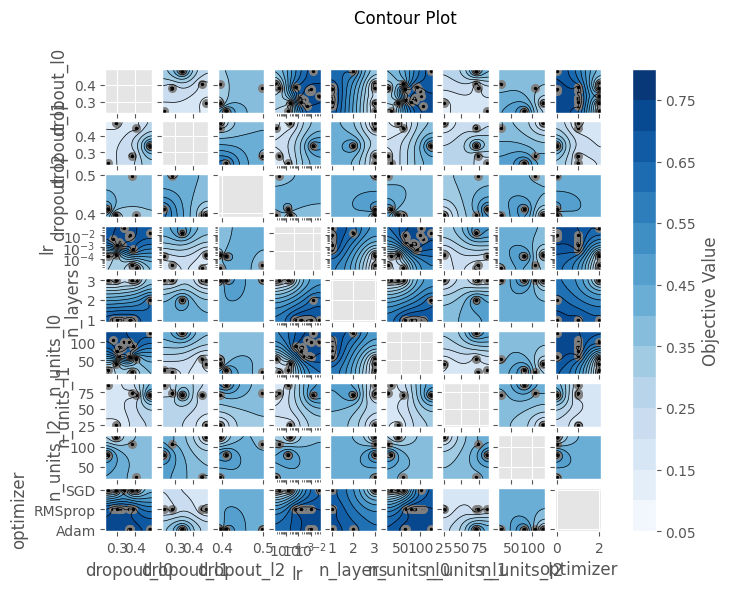 Contour Plot
dropout_l0
0.4
0.3
dropout_l1
0.4
0.3
dropout_l2
0.5
0.4
lr
10⁻²
10⁻³
10⁻⁴
n_layers
3
2
1
n_units_l0
100
50
n_units_l1
75
50
25
n_units_l2
100
50
optimizer
SGD
RMSprop
Adam
0.3 0.4
0.3 0.4
0.4 0.5
10⁻²
1 2 3
50 100
50 100
25 50 75
50 100
0 2
dropout_l0 dropout_l1 dropout_l2 lr n_layers n_units_l0 n_units_l1 n_units_l2 optimizer
0.75
0.65
0.55
0.45
0.35
0.25
0.15
0.05
Objective Value